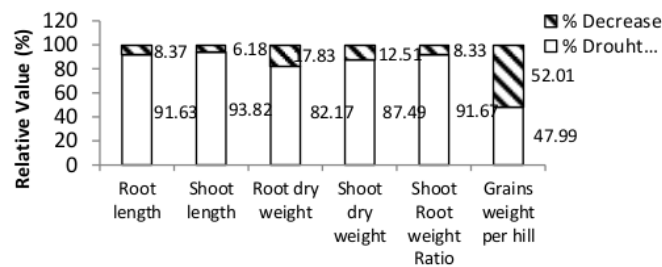 120
100
80
60
40
20
0
Relative Value (%)
% Decrease
% Drouht...
8.37
6.18
17.83
12.51
8.33
52.01
91.63
93.82
82.17
87.49
91.67
47.99
Root
length
Shoot
length
Root dry
weight
Shoot
dry
weight
Shoot
Root
weight
Ratio
Grains
weight
per hill